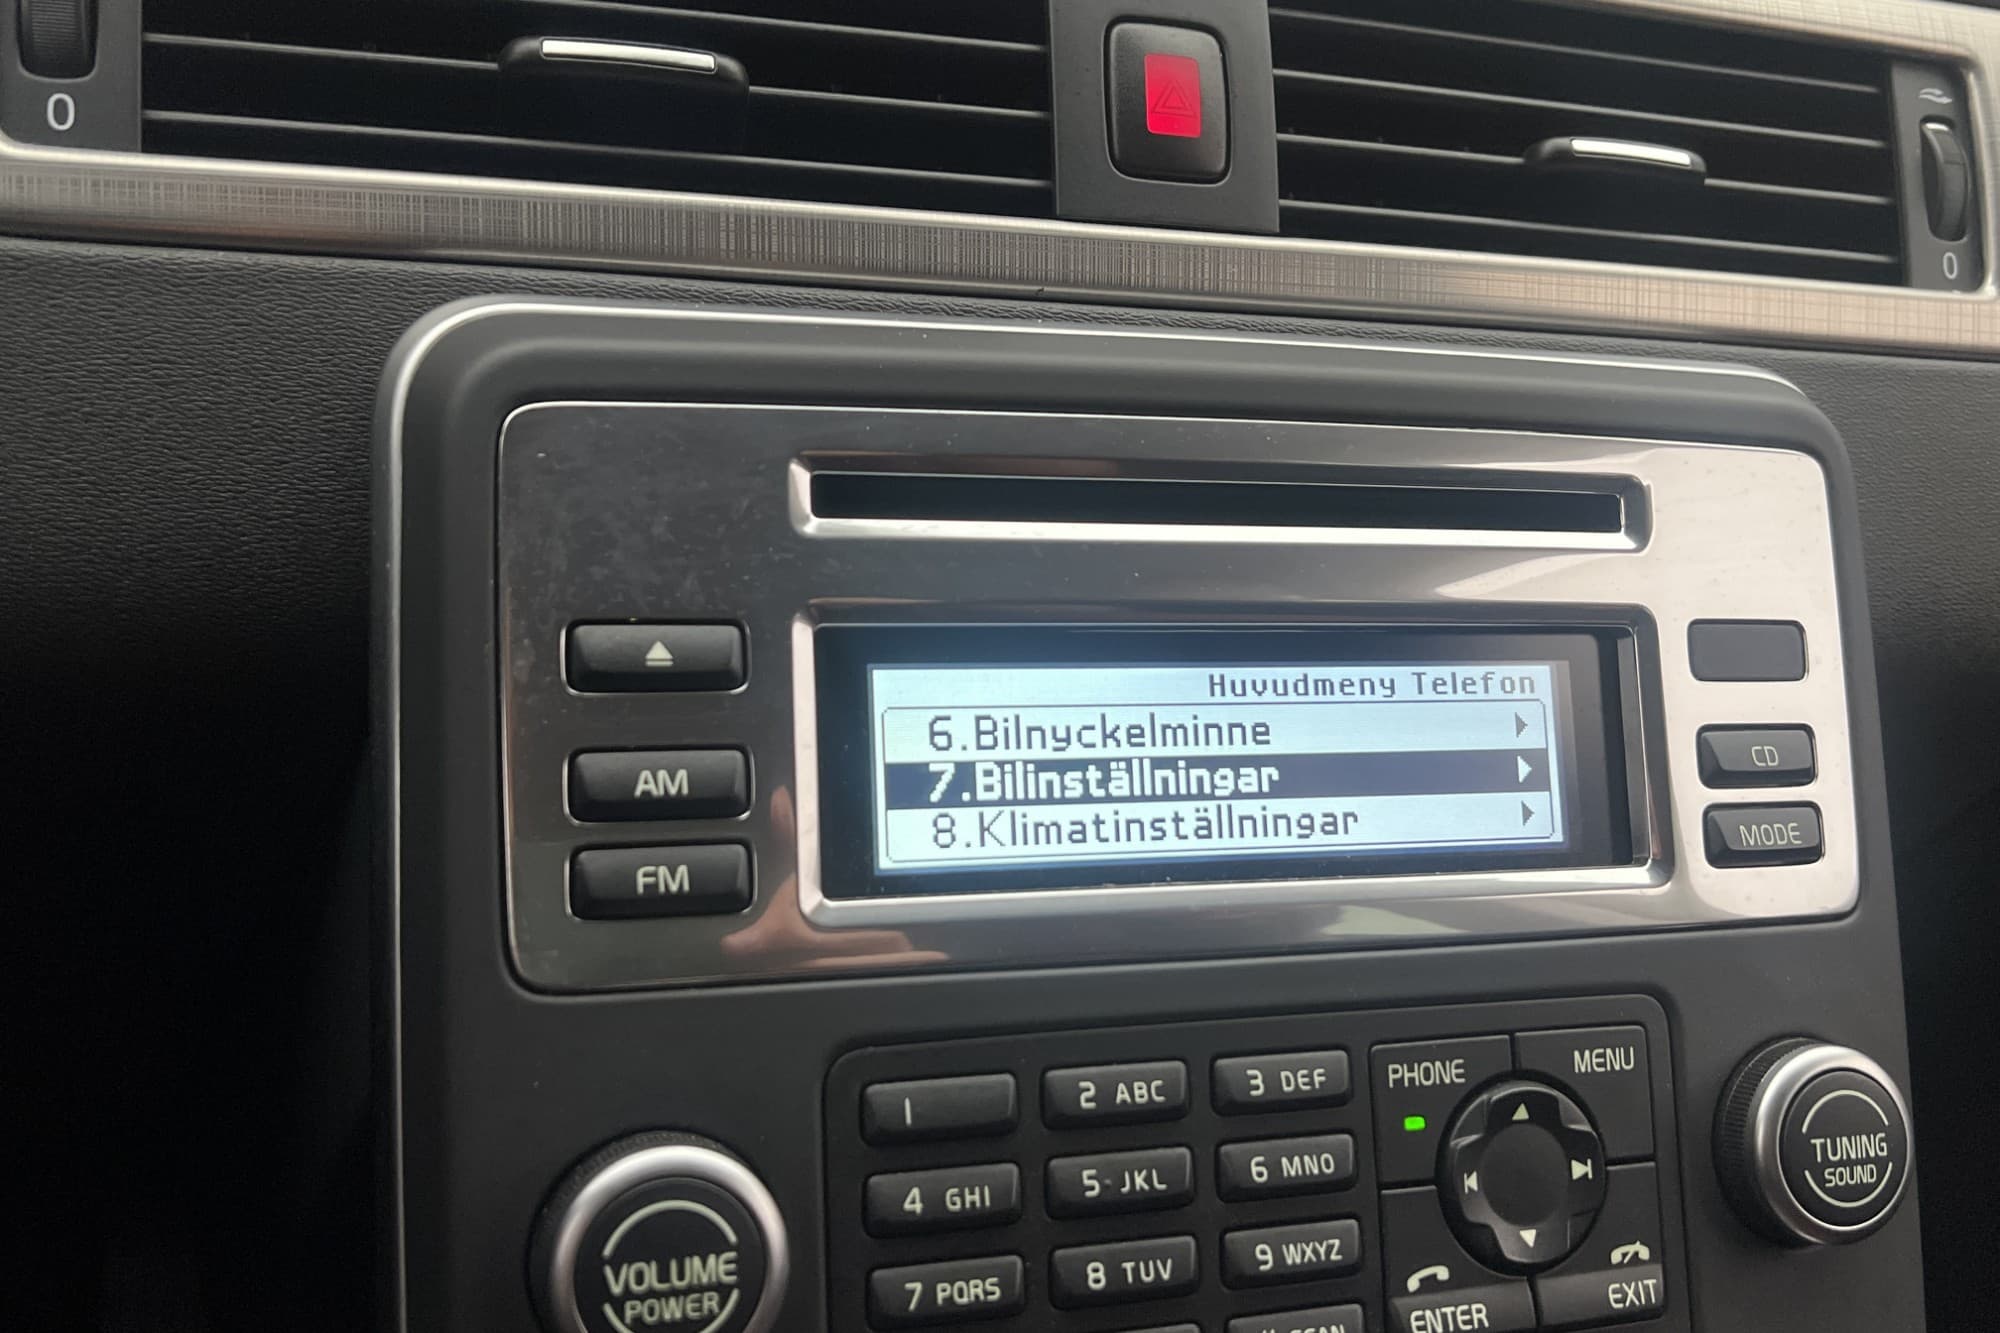 0
0
Huvudmeny Telefon
6.Bilnyckelminne
7.Bilinställningar
8.Klimatinställningar
AM
FM
CD
MODE
1
2 ABC
3 DEF
4 GHI
5 JKL
6 MNO
7 PQRS
8 TUV
9 WXYZ
PHONE
MENU
ENTER
EXIT
VOLUME
POWER
TUNING
SOUND